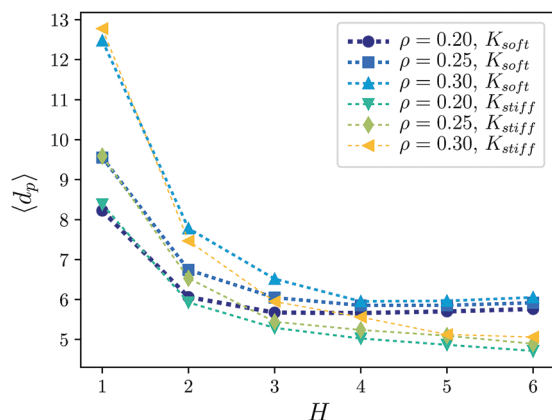 13
12
11
10
9
8
7
6
5
⟨d_p⟩
ρ = 0.20, K_soft
ρ = 0.25, K_soft
ρ = 0.30, K_soft
ρ = 0.20, K_stiff
ρ = 0.25, K_stiff
ρ = 0.30, K_stiff
1 2 3 4 5 6
H